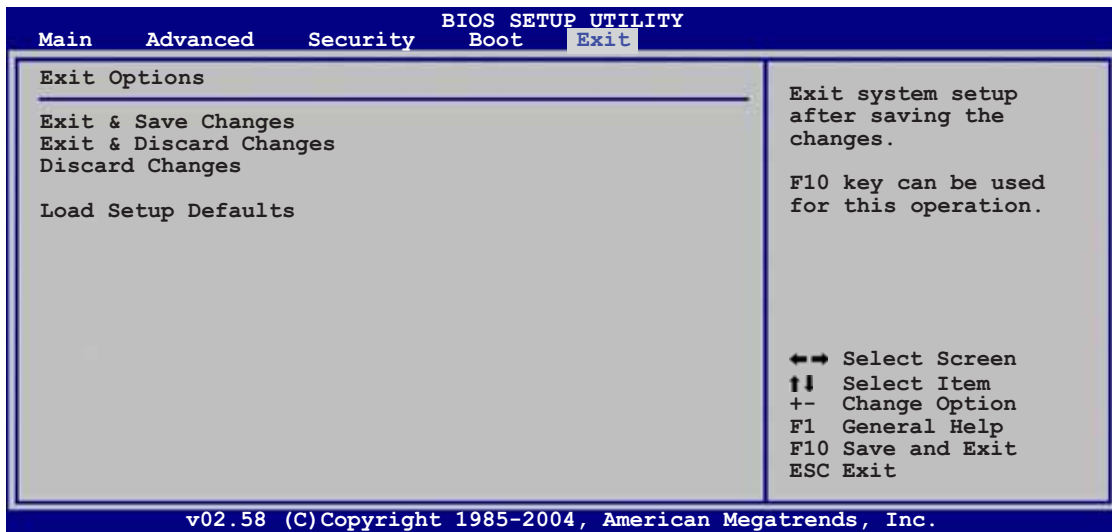 BIOS SETUP UTILITY
Main Advanced Security Boot Exit
Exit Options
Exit & Save Changes
Exit & Discard Changes
Discard Changes
Load Setup Defaults
Exit system setup
after saving the
changes.
F10 key can be used
for this operation.
←→ Select Screen
↑↓ Select Item
+- Change Option
F1 General Help
F10 Save and Exit
ESC Exit
v02.58 (C)Copyright 1985-2004, American Megatrends, Inc.